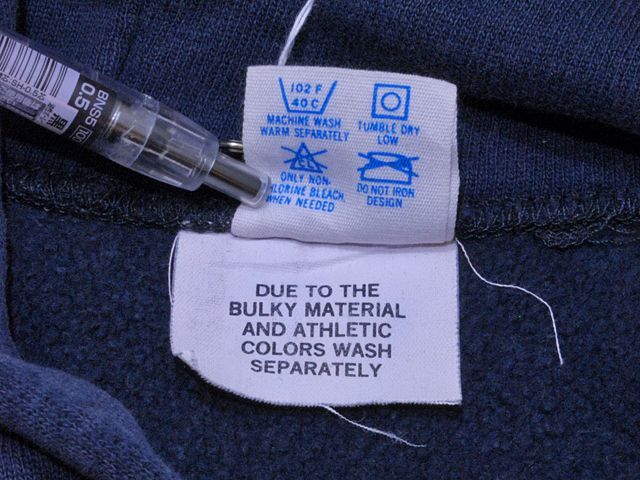 BNS5
0.5
102 F
40 C
MACHINE WASH
WARM SEPARATELY
TUMBLE DRY
LOW
ONLY NON-
CHLORINE BLEACH
WHEN NEEDED
DO NOT IRON
DESIGN
DUE TO THE
BULKY MATERIAL
AND ATHLETIC
COLORS WASH
SEPARATELY